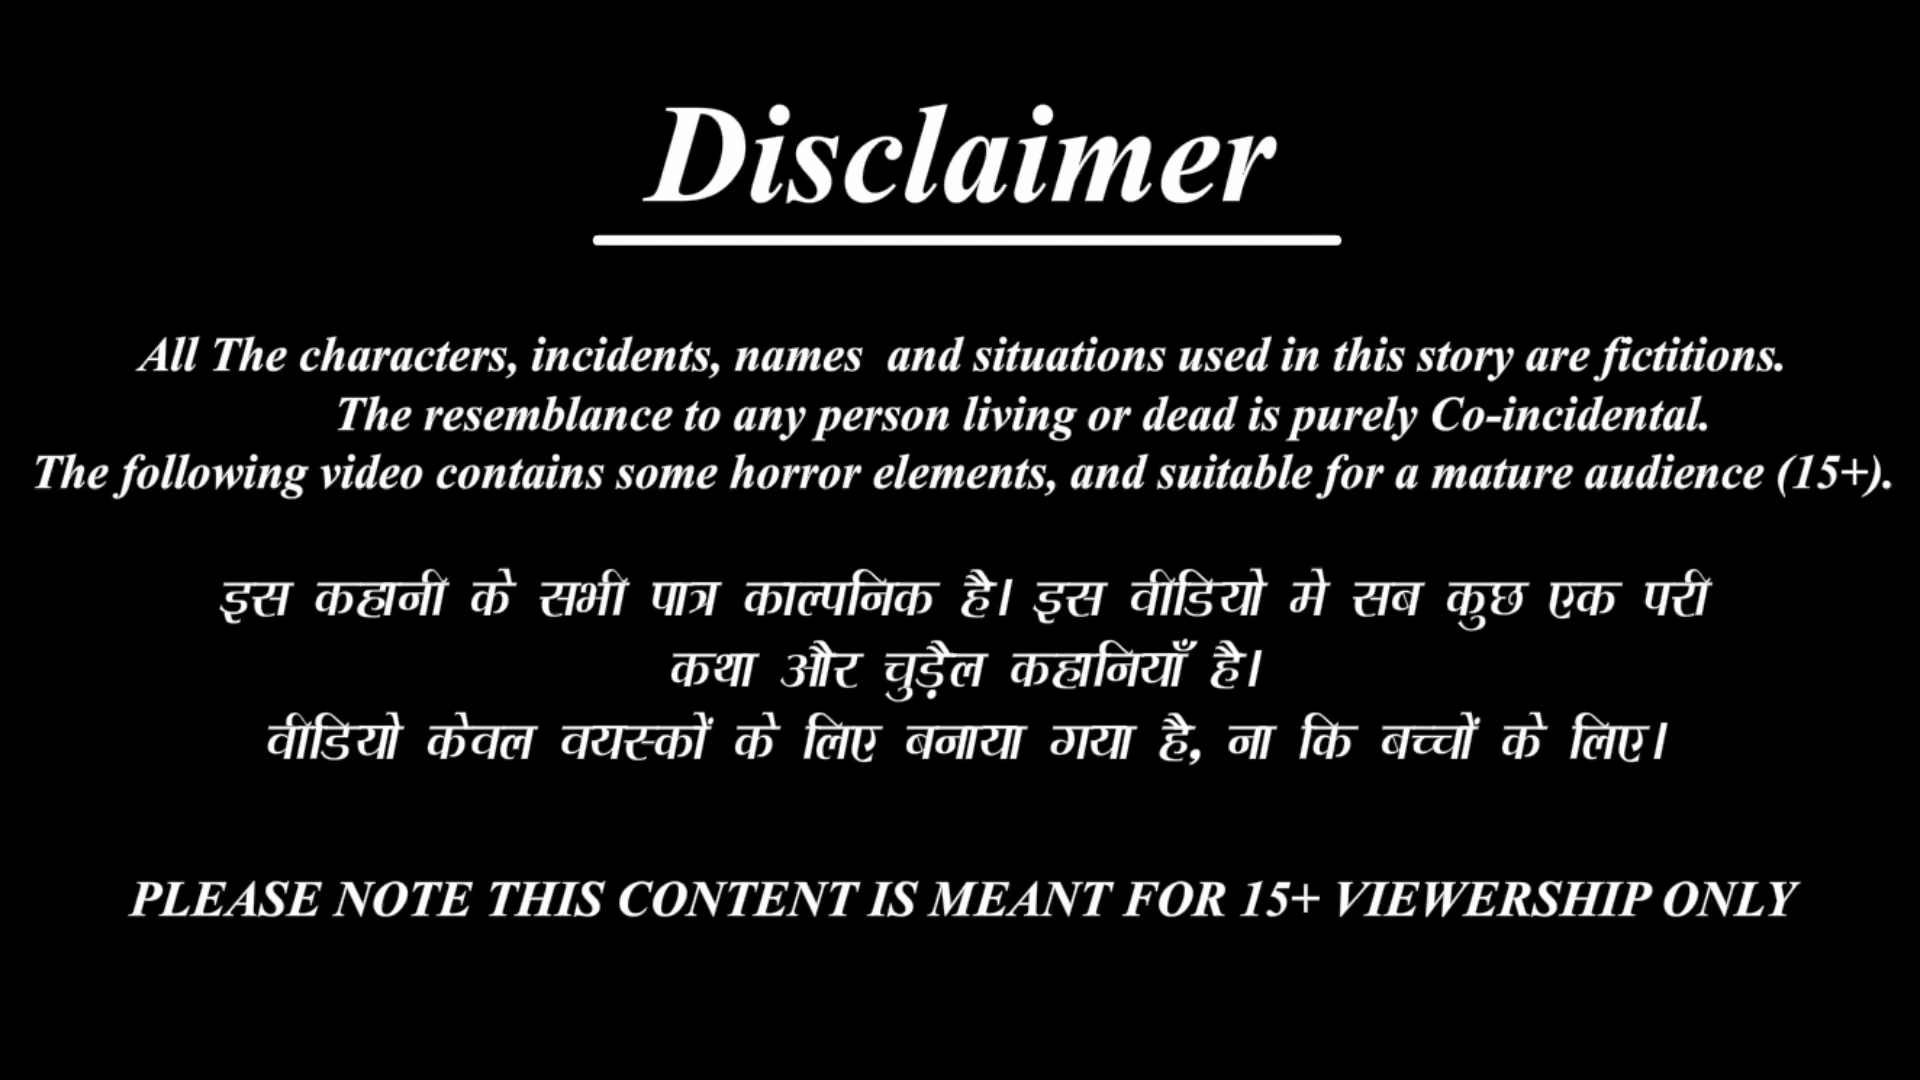 Disclaimer
All The characters, incidents, names and situations used in this story are fictitions.
The resemblance to any person living or dead is purely Co-incidental.
The following video contains some horror elements, and suitable for a mature audience (15+).
इस कहानी के सभी पात्र काल्पनिक है। इस वीडियो मे सब कुछ एक परी
कथा और चुड़ैल कहानियाँ है।
वीडियो केवल वयस्कों के लिए बनाया गया है, ना कि बच्चों के लिए।
PLEASE NOTE THIS CONTENT IS MEANT FOR 15+ VIEWERSHIP ONLY